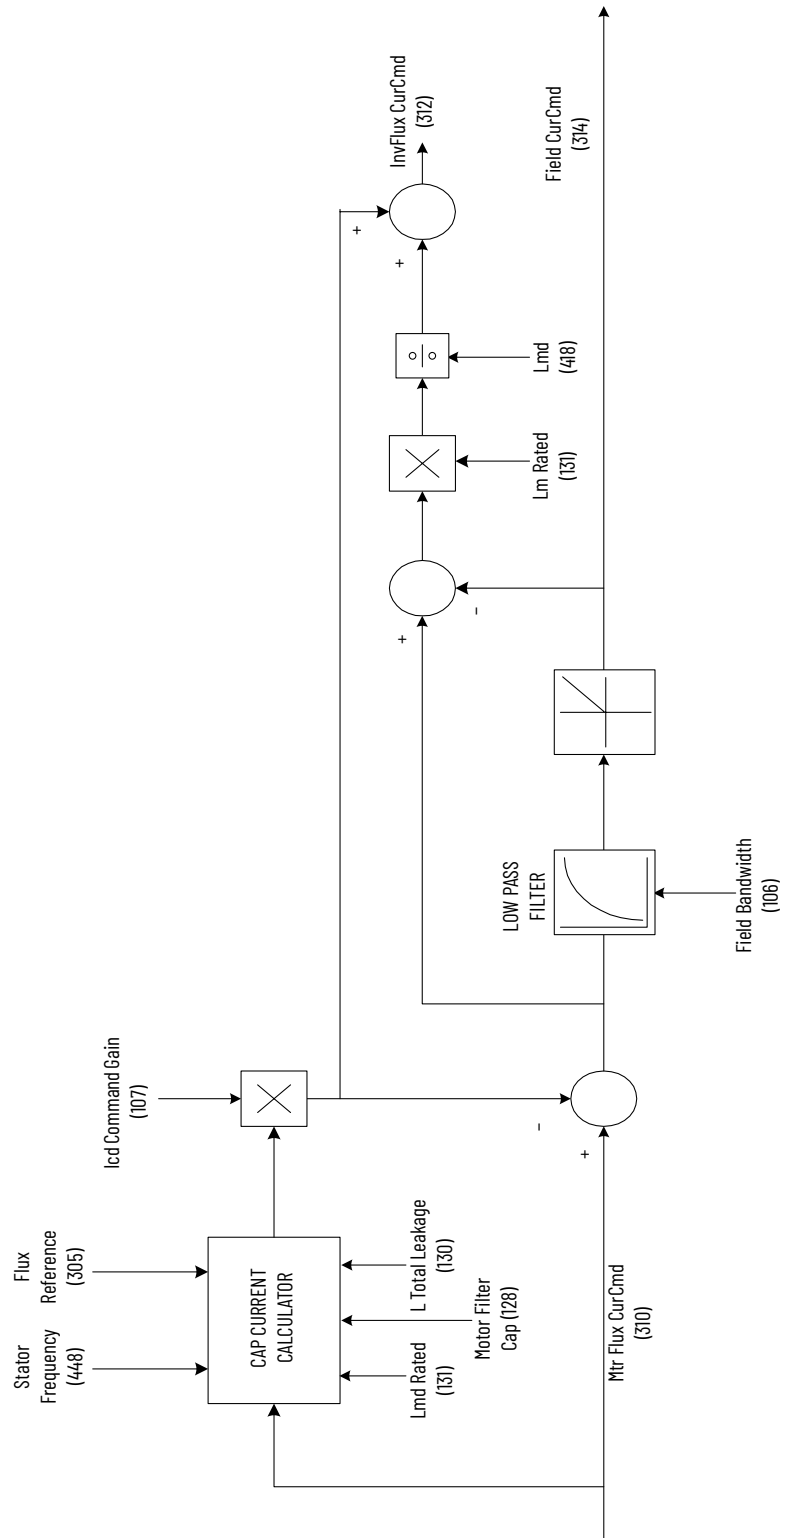 Stator
Frequency
(448)
Flux
Reference
(305)
Icd Command Gain
(107)
InvFlux CurCmd
(312)
+
+
CAP CURRENT
CALCULATOR
Lmd Rated
(131)
Motor Filter
Cap (128)
L Total Leakage
(130)
+
-
Lm Rated
(131)
Lmd
(418)
Mtr Flux CurCmd
(310)
+
-
LOW PASS
FILTER
Field Bandwidth
(106)
Field CurCmd
(314)